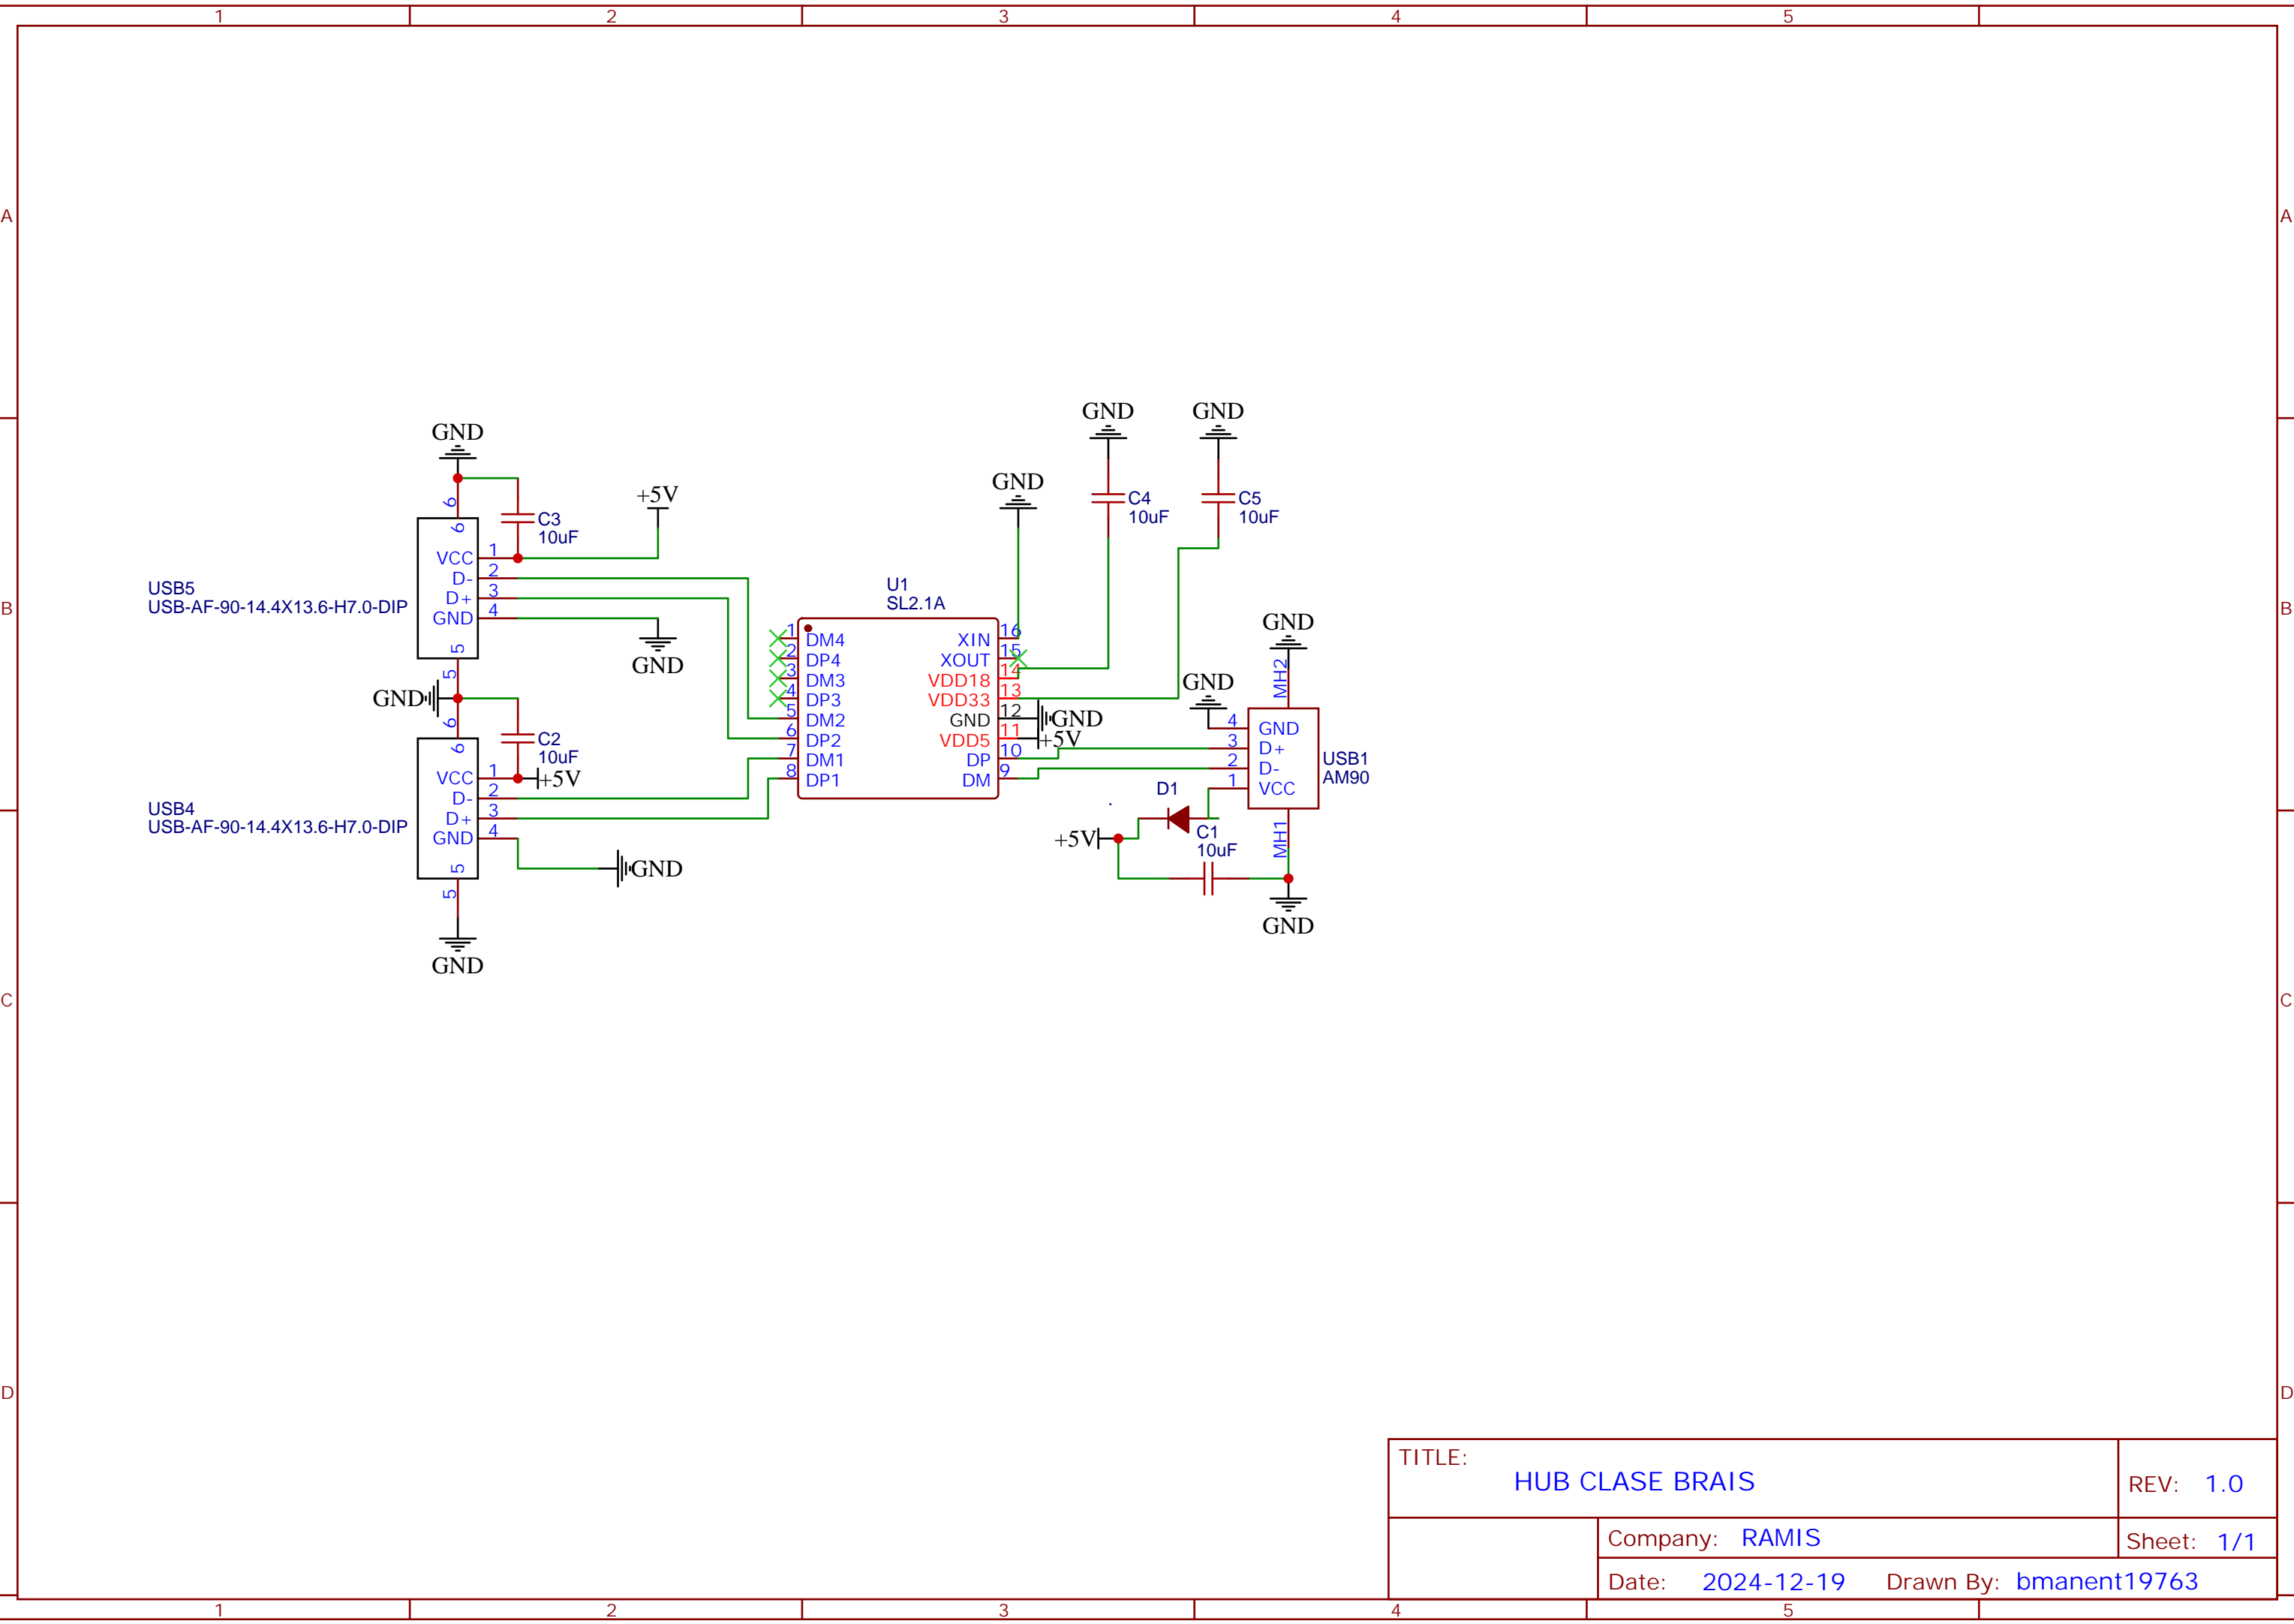 1 2 3 4 5
A A
GND GND
GND
+5V
GND
C4
10uF
C5
10uF
6
6
C3
10uF
VCC 1
D- 2
D+ 3
GND 4
5
5
USB5
USB-AF-90-14.4X13.6-H7.0-DIP
GND
B B
U1
SL2.1A
1 DM4 XIN 16
2 DP4 XOUT 15
3 DM3 VDD18 14
4 DP3 VDD33 13
5 DM2 GND 12 GND
6 DP2 VDD5 11 +5V
7 DM1 DP 10
8 DP1 DM 9
GND
MH2
GND
4 GND
3 D+
2 D-
1 VCC
MH1
USB1
AM90
GND
6
6
C2
10uF
VCC 1 +5V
D- 2
D+ 3
GND 4
5
5
USB4
USB-AF-90-14.4X13.6-H7.0-DIP
GND
GND
D1
+5V
C1
10uF
GND
C C
D D
TITLE:
HUB CLASE BRAIS
REV: 1.0
Company: RAMIS
Sheet: 1/1
Date: 2024-12-19 Drawn By: bmanent19763
1 2 3 4 5